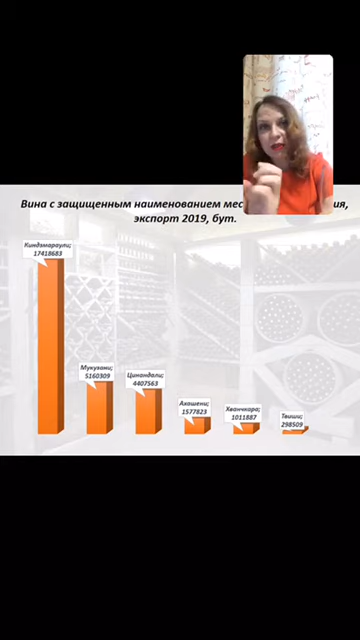 Вина с защищенным наименованием мес ия,
экспорт 2019, бут.
Киндзмараули;
17418683
Мукузани;
5160309
Цинандали;
4407563
Ахашени;
1577823
Хванчкара;
1011887
Твиши;
298509